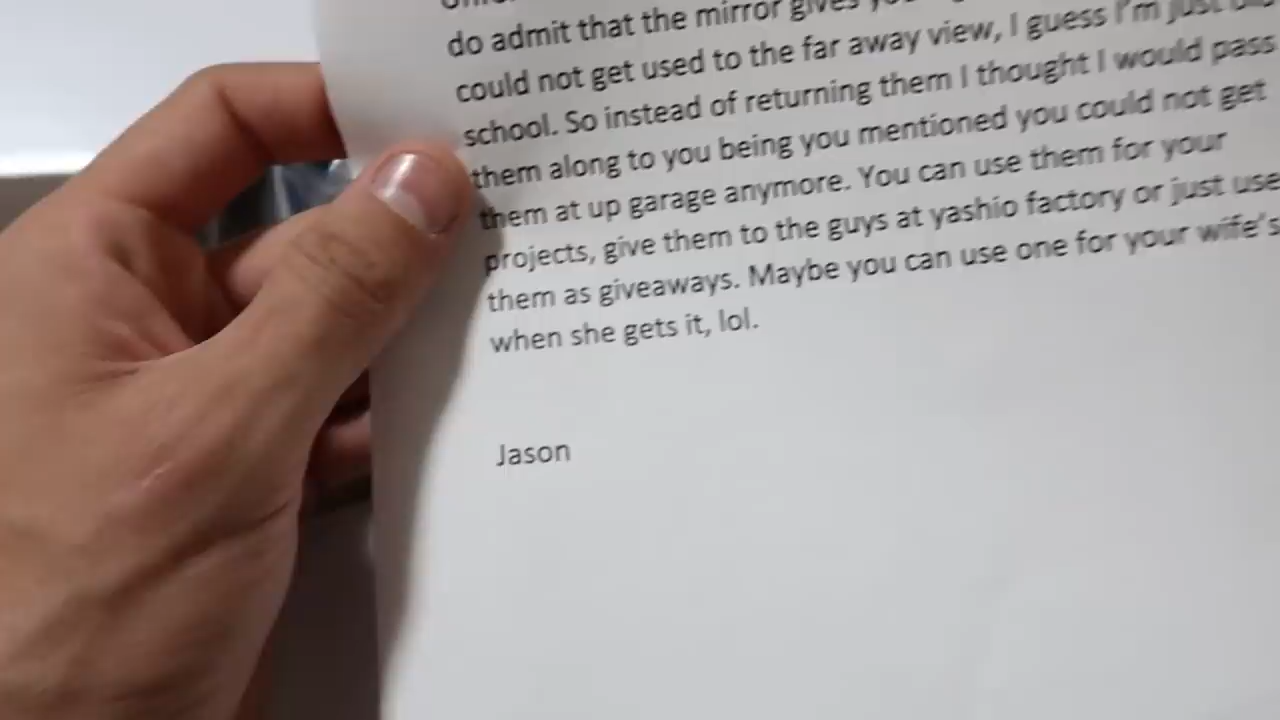 do admit that the mirror gives
could not get used to the far away view, I guess I'm just
school. So instead of returning them I thought I would pass
them along to you being you mentioned you could not get
them at up garage anymore. You can use them for your
projects, give them to the guys at yashio factory or just use
them as giveaways. Maybe you can use one for your wife's
when she gets it, lol.
Jason